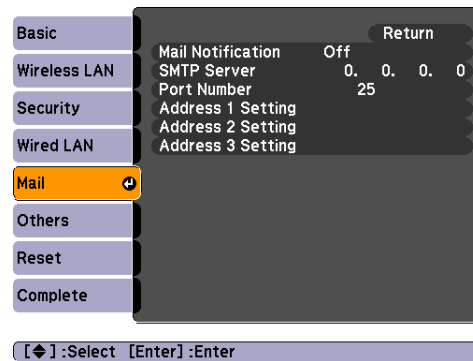 Basic
Wireless LAN
Security
Wired LAN
Mail
Others
Reset
Complete
Return
Mail Notification Off
SMTP Server 0. 0. 0. 0
Port Number 25
Address 1 Setting
Address 2 Setting
Address 3 Setting
[◆] :Select [Enter] :Enter